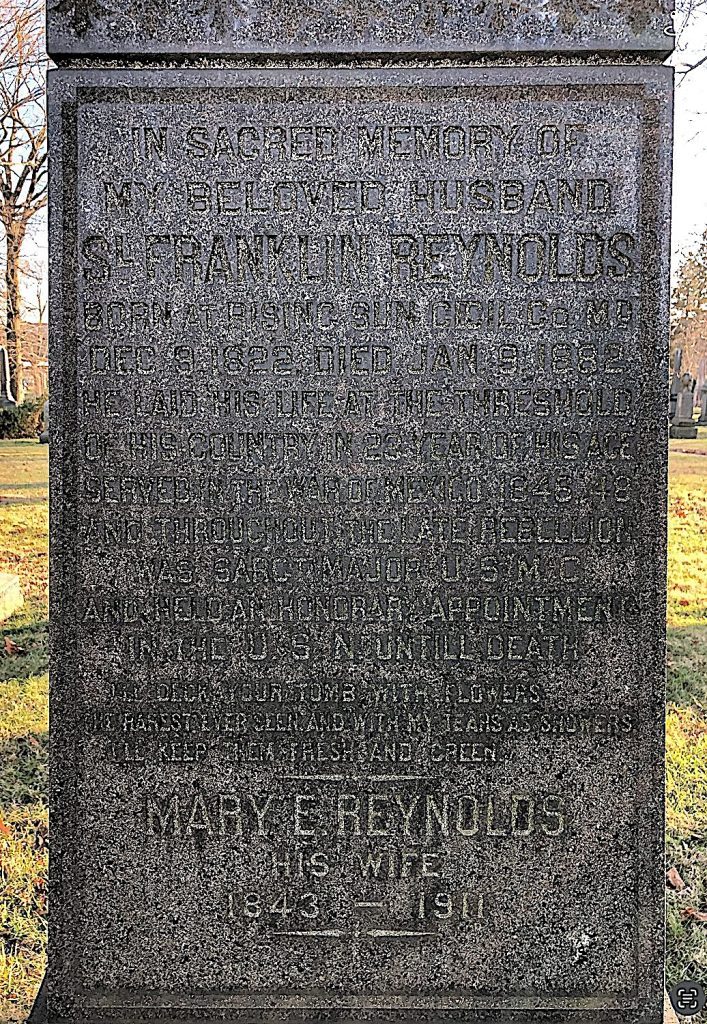 IN SACRED MEMORY OF
MY BELOVED HUSBAND
SL. FRANKLIN REYNOLDS
BORN AT RISING SUN CICIL CO. MD
DEC. 9. 1822. DIED JAN. 9. 1882.
HE LAID HIS LIFE AT THE THRESHOLD
OF HIS COUNTRY IN 23 YEAR OF HIS AGE
SERVED IN THE WAR OF MEXICO 1846.48
AND THROUGHOUT THE LATE REBELLION
WAS SARGT. MAJOR U. S. M. C.
AND HELD AN HONORARY APPOINTMENT
IN THE U. S. N. UNTILL DEATH
I'LL DECK YOUR TOMB WITH FLOWERS
THE RAREST EVER SEEN, AND WITH MY TEARS AS SHOWERS
I'LL KEEP THEM FRESH AND GREEN.
MARY E. REYNOLDS
HIS WIFE
1843 — 1911